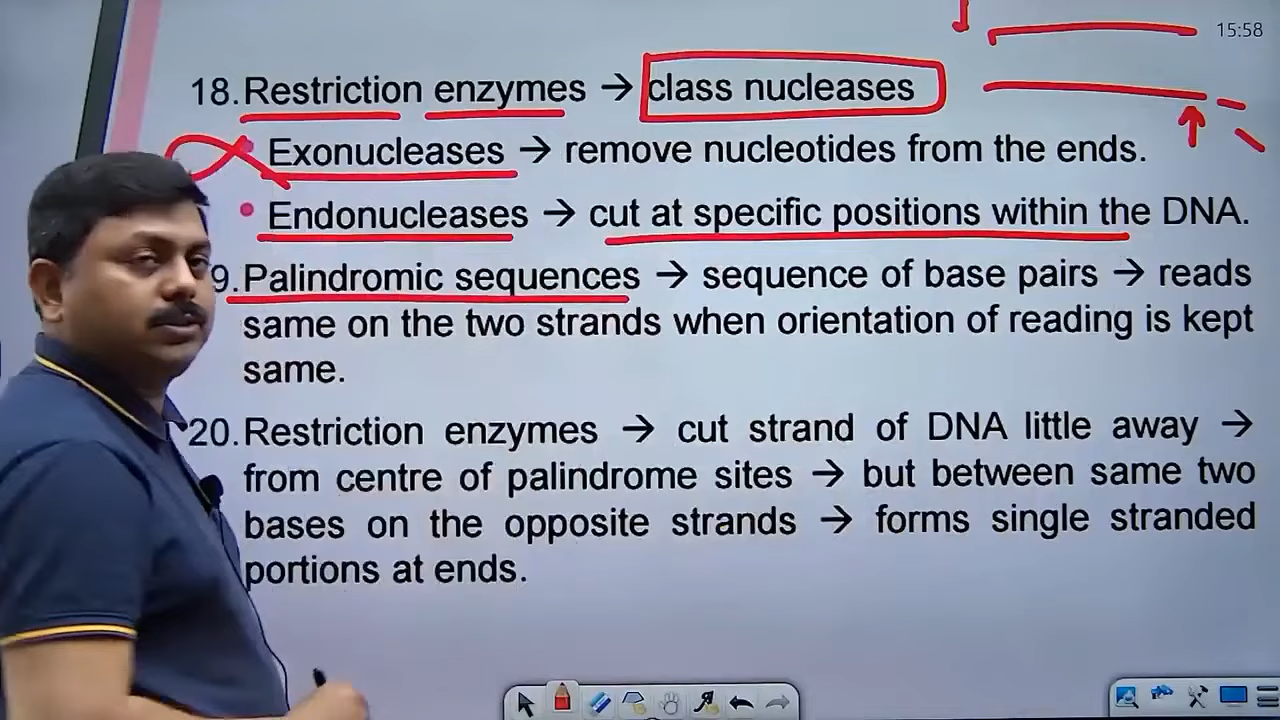 15:58
18. Restriction enzymes → class nucleases
Exonucleases → remove nucleotides from the ends.
• Endonucleases → cut at specific positions within the DNA.
9. Palindromic sequences → sequence of base pairs → reads
same on the two strands when orientation of reading is kept
same.
20. Restriction enzymes → cut strand of DNA little away →
from centre of palindrome sites → but between same two
bases on the opposite strands → forms single stranded
portions at ends.